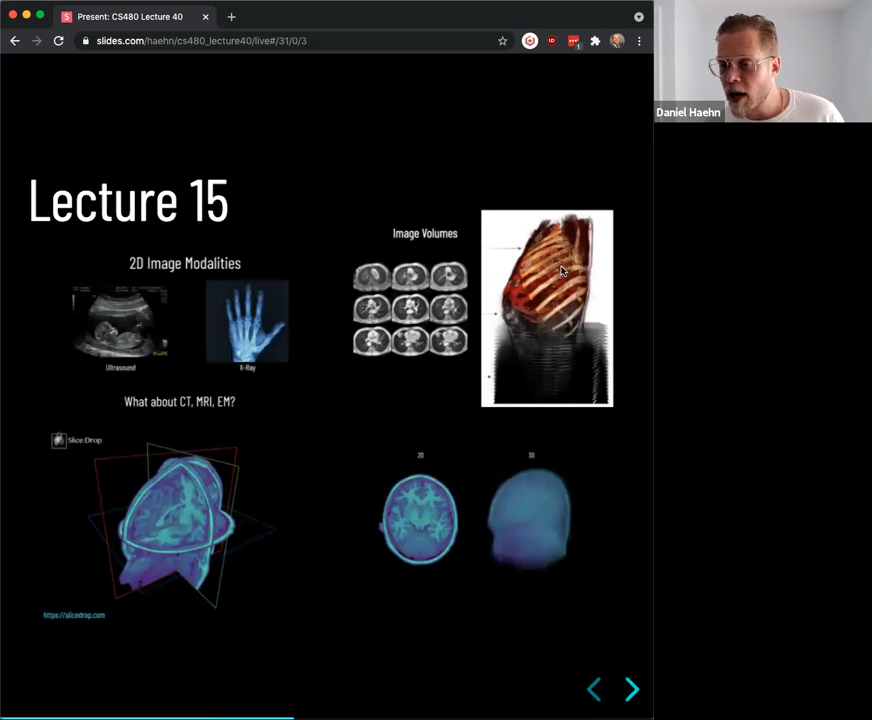 Present: CS480 Lecture 40
slides.com/haehn/cs480_lecture40/live#/31/0/3
Daniel Haehn
Lecture 15
2D Image Modalities
Ultrasound
X-Ray
What about CT, MRI, EM?
Image Volumes
Slice:Drop
https://slicedrop.com
2D
3D